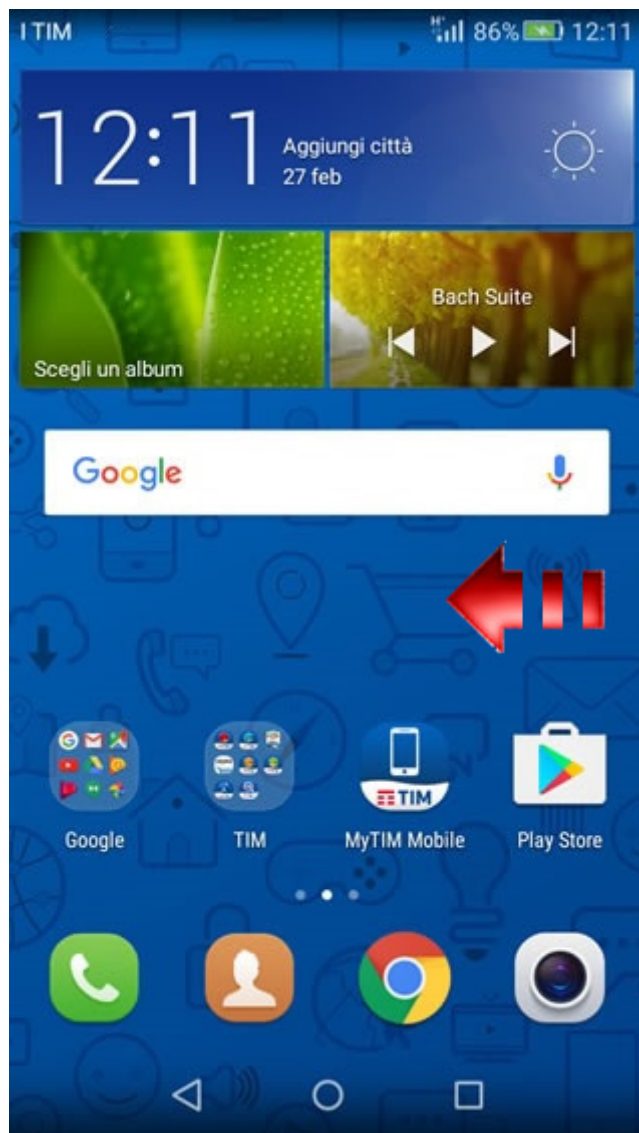 I TIM H+ 86% 12:11
12:11 Aggiungi città
27 feb
Scegli un album
Bach Suite
Google
TIM
Google TIM MyTIM Mobile Play Store